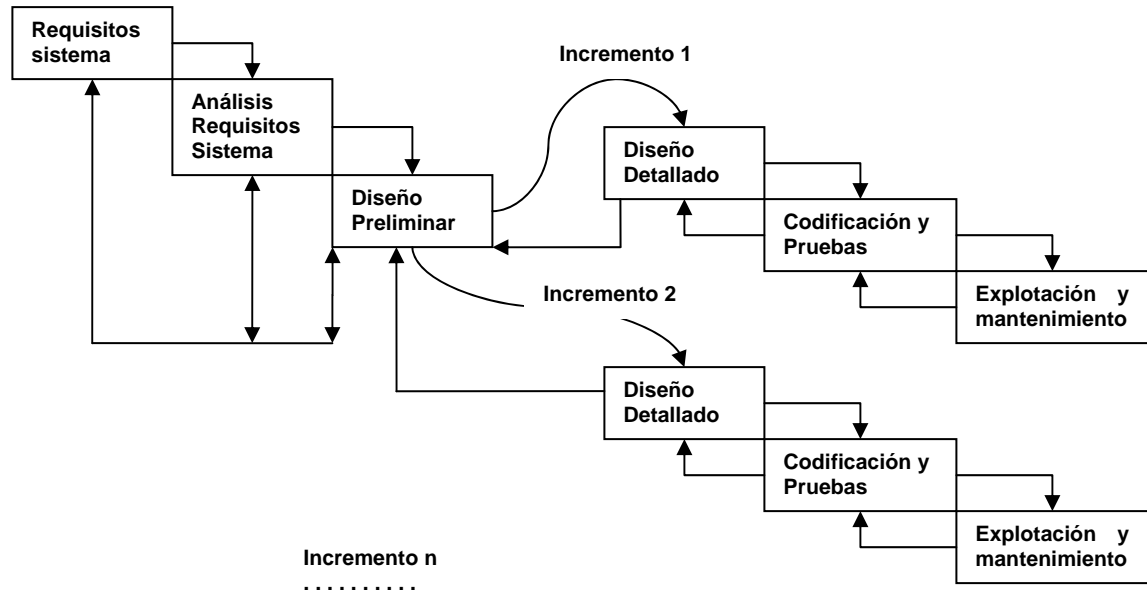 Requisitos
sistema
Análisis
Requisitos
Sistema
Diseño
Preliminar
Incremento 1
Diseño
Detallado
Codificación y
Pruebas
Explotación y
mantenimiento
Incremento 2
Diseño
Detallado
Codificación y
Pruebas
Explotación y
mantenimiento
Incremento n
. . . . . . . . . .